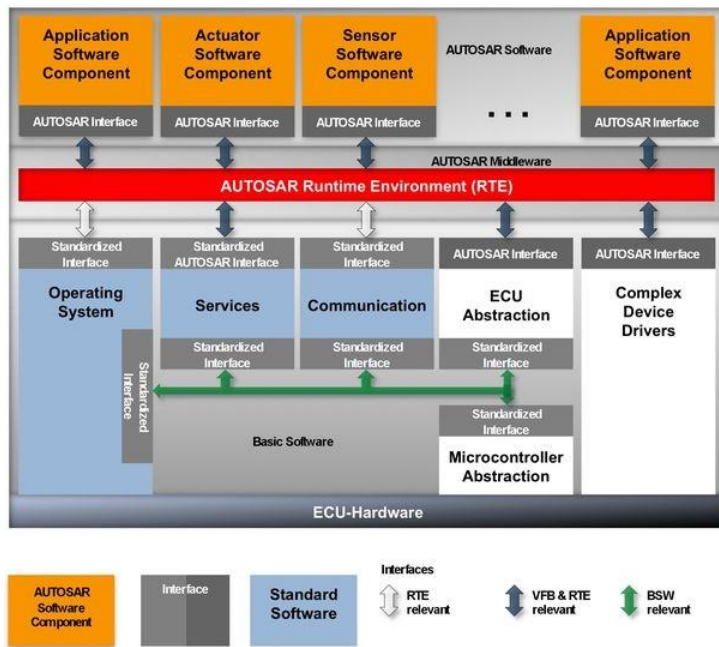 Application
Software
Component
AUTOSAR Interface
Actuator
Software
Component
AUTOSAR Interface
Sensor
Software
Component
AUTOSAR Interface
AUTOSAR Software
...
Application
Software
Component
AUTOSAR Interface
AUTOSAR Middleware
AUTOSAR Runtime Environment (RTE)
Standardized
Interface
Operating
System
Standardized
Interface
Standardized
AUTOSAR Interface
Services
Standardized
Interface
Standardized
Interface
Communication
Standardized
Interface
AUTOSAR Interface
ECU
Abstraction
Standardized
Interface
Standardized
Interface
Microcontroller
Abstraction
AUTOSAR Interface
Complex
Device
Drivers
Basic Software
ECU-Hardware
AUTOSAR
Software
Component
Interface
Standard
Software
Interfaces
RTE
relevant
VFB & RTE
relevant
BSW
relevant